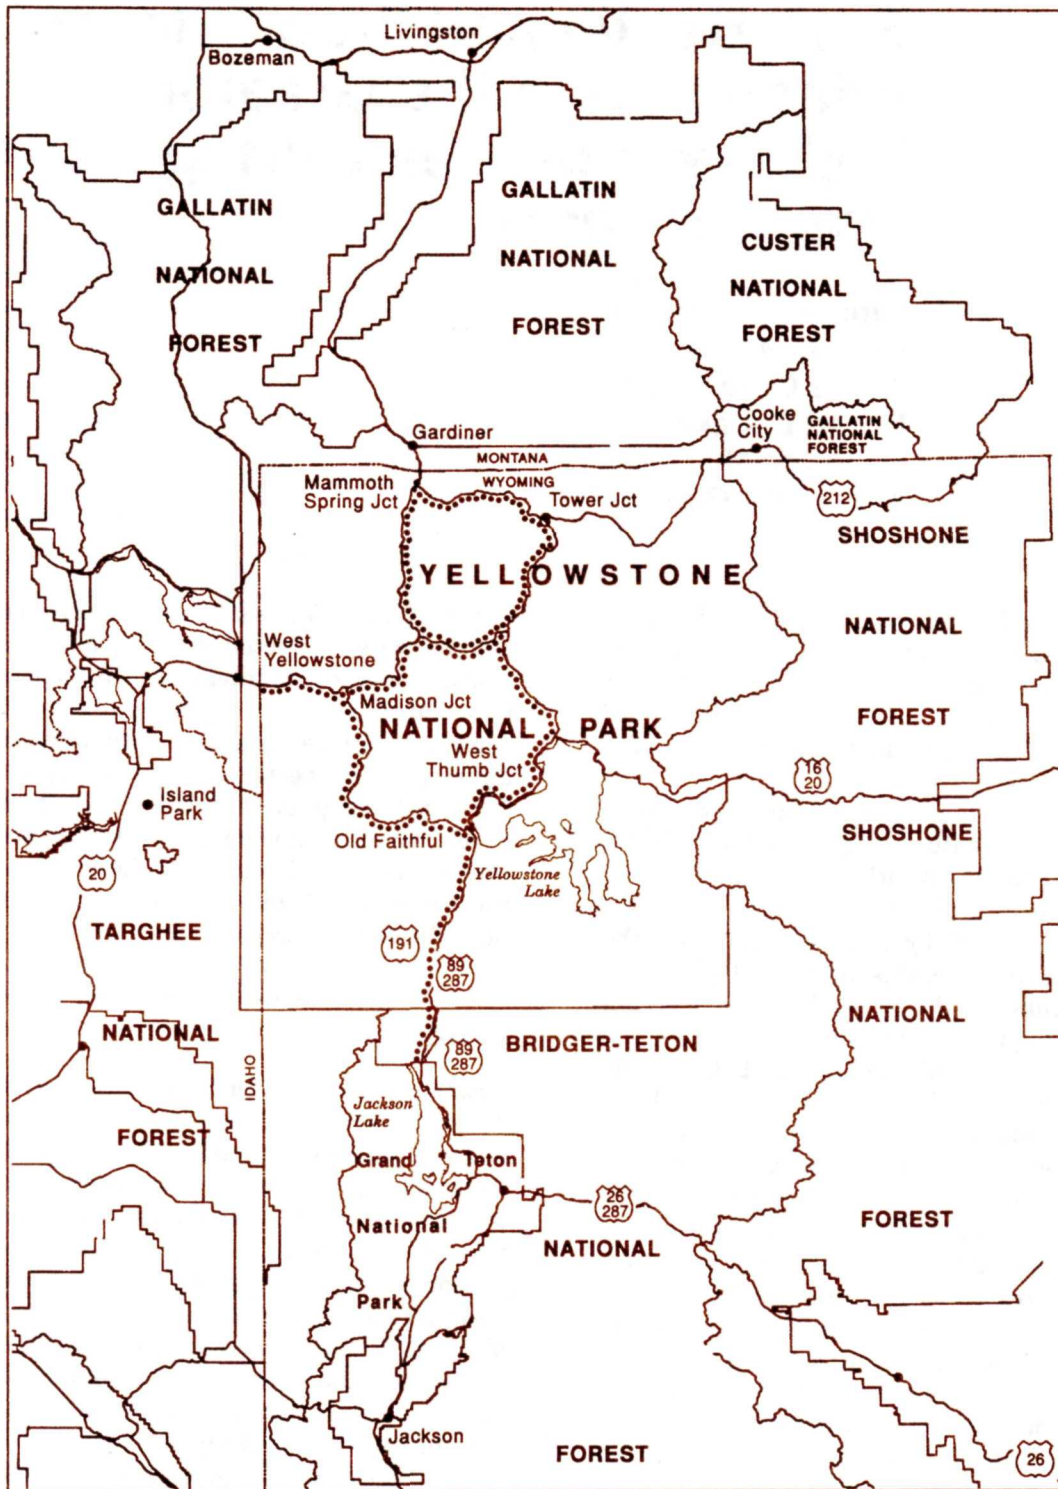 Livingston
Bozeman
GALLATIN
NATIONAL
FOREST
GALLATIN
NATIONAL
FOREST
CUSTER
NATIONAL
FOREST
Gardiner
Cooke
City
GALLATIN
NATIONAL
FOREST
MONTANA
WYOMING
Mammoth
Spring Jct
Tower Jct
212
SHOSHONE
NATIONAL
FOREST
YELLOWSTONE
NATIONAL PARK
West
Yellowstone
Madison Jct
West
Thumb Jct
16
20
Island
Park
Old Faithful
SHOSHONE
NATIONAL
FOREST
Yellowstone
Lake
20
TARGHEE
NATIONAL
FOREST
191
89
287
89
287
BRIDGER-TETON
NATIONAL
FOREST
IDAHO
Jackson
Lake
Grand Teton
National
Park
26
287
Jackson
26